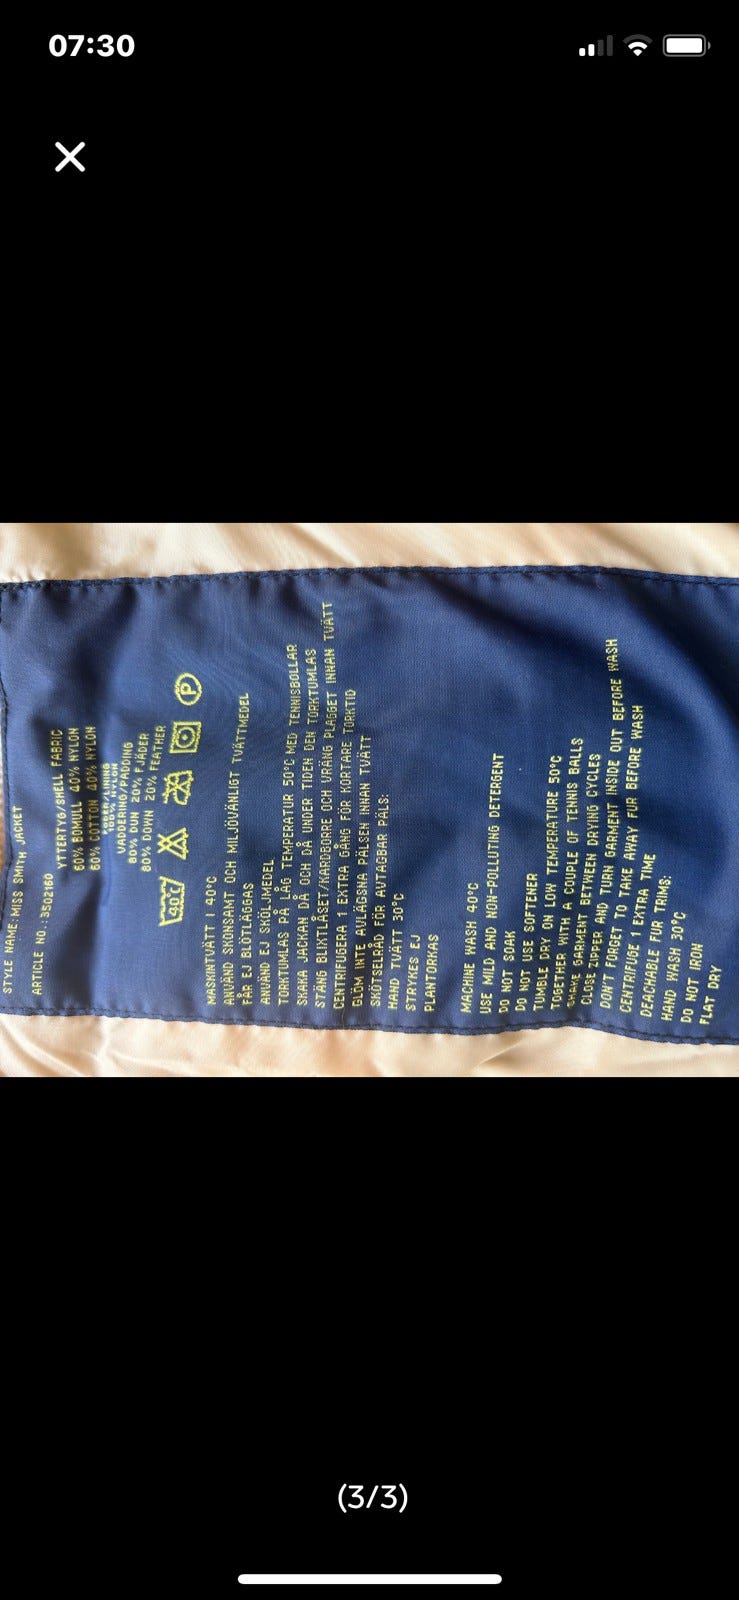 07:30
STYLE NAME:MISS SMITH JACKET
ARTICLE NO.:3502160
YTTERTYG/SHELL FABRIC
60% BOMULL 40% NYLON
60% COTTON 40% NYLON
FODER/LINING
100% NYLON
VADDERING/PADDING
80% DUN 20% FJÄDER
80% DOWN 20% FEATHER
40°C
P
MASKINTVÄTT I 40°C
ANVÄND SKONSAMT OCH MILJÖVÄNLIGT TVÄTTMEDEL
FÅR EJ BLÖTLÄGGAS
ANVÄND EJ SKÖLJMEDEL
TORKTUMLAS PÅ LÅG TEMPERATUR 50°C MED TENNISBOLLAR
SKAKA JACKAN DÅ OCH DÅ UNDER TIDEN DEN TORKTUMLAS
STÄNG BLIXTLÅSET/KARDBORRE OCH VRÄNG PLAGGET INNAN TVÄTT
CENTRIFUGERA 1 EXTRA GÅNG FÖR KORTARE TORKTID
GLÖM INTE AVLÄGSNA PÄLSEN INNAN TVÄTT
SKÖTSELRÅD FÖR AVTAGBAR PÄLS:
HAND TVÄTT 30°C
STRYKES EJ
PLANTORKAS
MACHINE WASH 40°C
USE MILD AND NON-POLLUTING DETERGENT
DO NOT SOAK
DO NOT USE SOFTENER
TUMBLE DRY ON LOW TEMPERATURE 50°C
TOGETHER WITH A COUPLE OF TENNIS BALLS
SHAKE GARMENT BETWEEN DRYING CYCLES
CLOSE ZIPPER AND TURN GARMENT INSIDE OUT BEFORE WASH
DON'T FORGET TO TAKE AWAY FUR BEFORE WASH
CENTRIFUGE 1 EXTRA TIME
DEACHABLE FUR TRIMS:
HAND WASH 30°C
DO NOT IRON
FLAT DRY
(3/3)